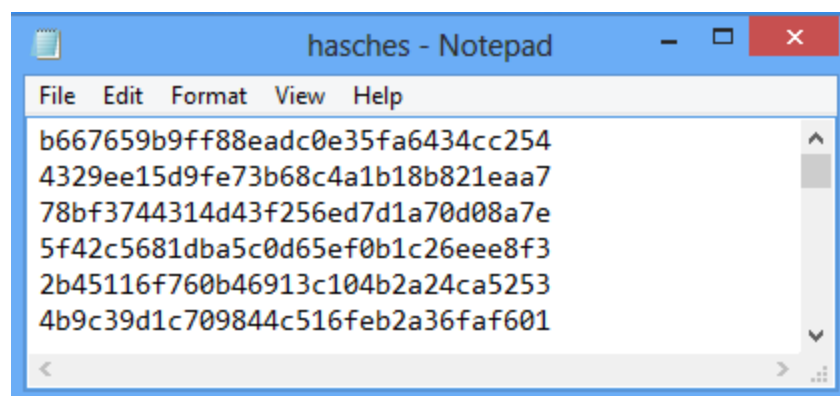 hasches - Notepad
File Edit Format View Help
b667659b9ff88eadc0e35fa6434cc254
4329ee15d9fe73b68c4a1b18b821eaa7
78bf3744314d43f256ed7d1a70d08a7e
5f42c5681dba5c0d65ef0b1c26eee8f3
2b45116f760b46913c104b2a24ca5253
4b9c39d1c709844c516feb2a36faf601